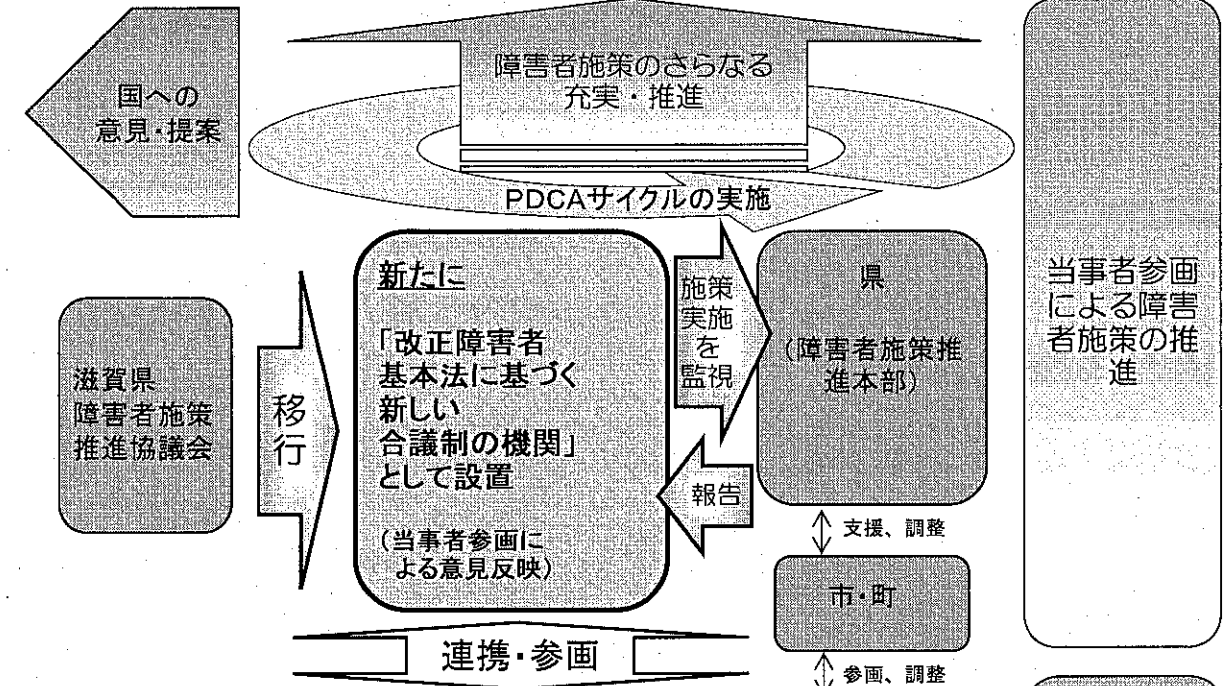 国への
意見・提案
障害者施策のさらなる
充実・推進
PDCAサイクルの実施
滋賀県
障害者施策
推進協議会
移
行
新たに
「改正障害者
基本法に基づく
新しい
合議制の機関」
として設置
(当事者参画に
よる意見反映)
施策
実施
を
監視
報告
県
(障害者施策推
進本部)
支援、調整
市・町
参画、調整
連携・参画
当事者参画
による障害
者施策の推
進